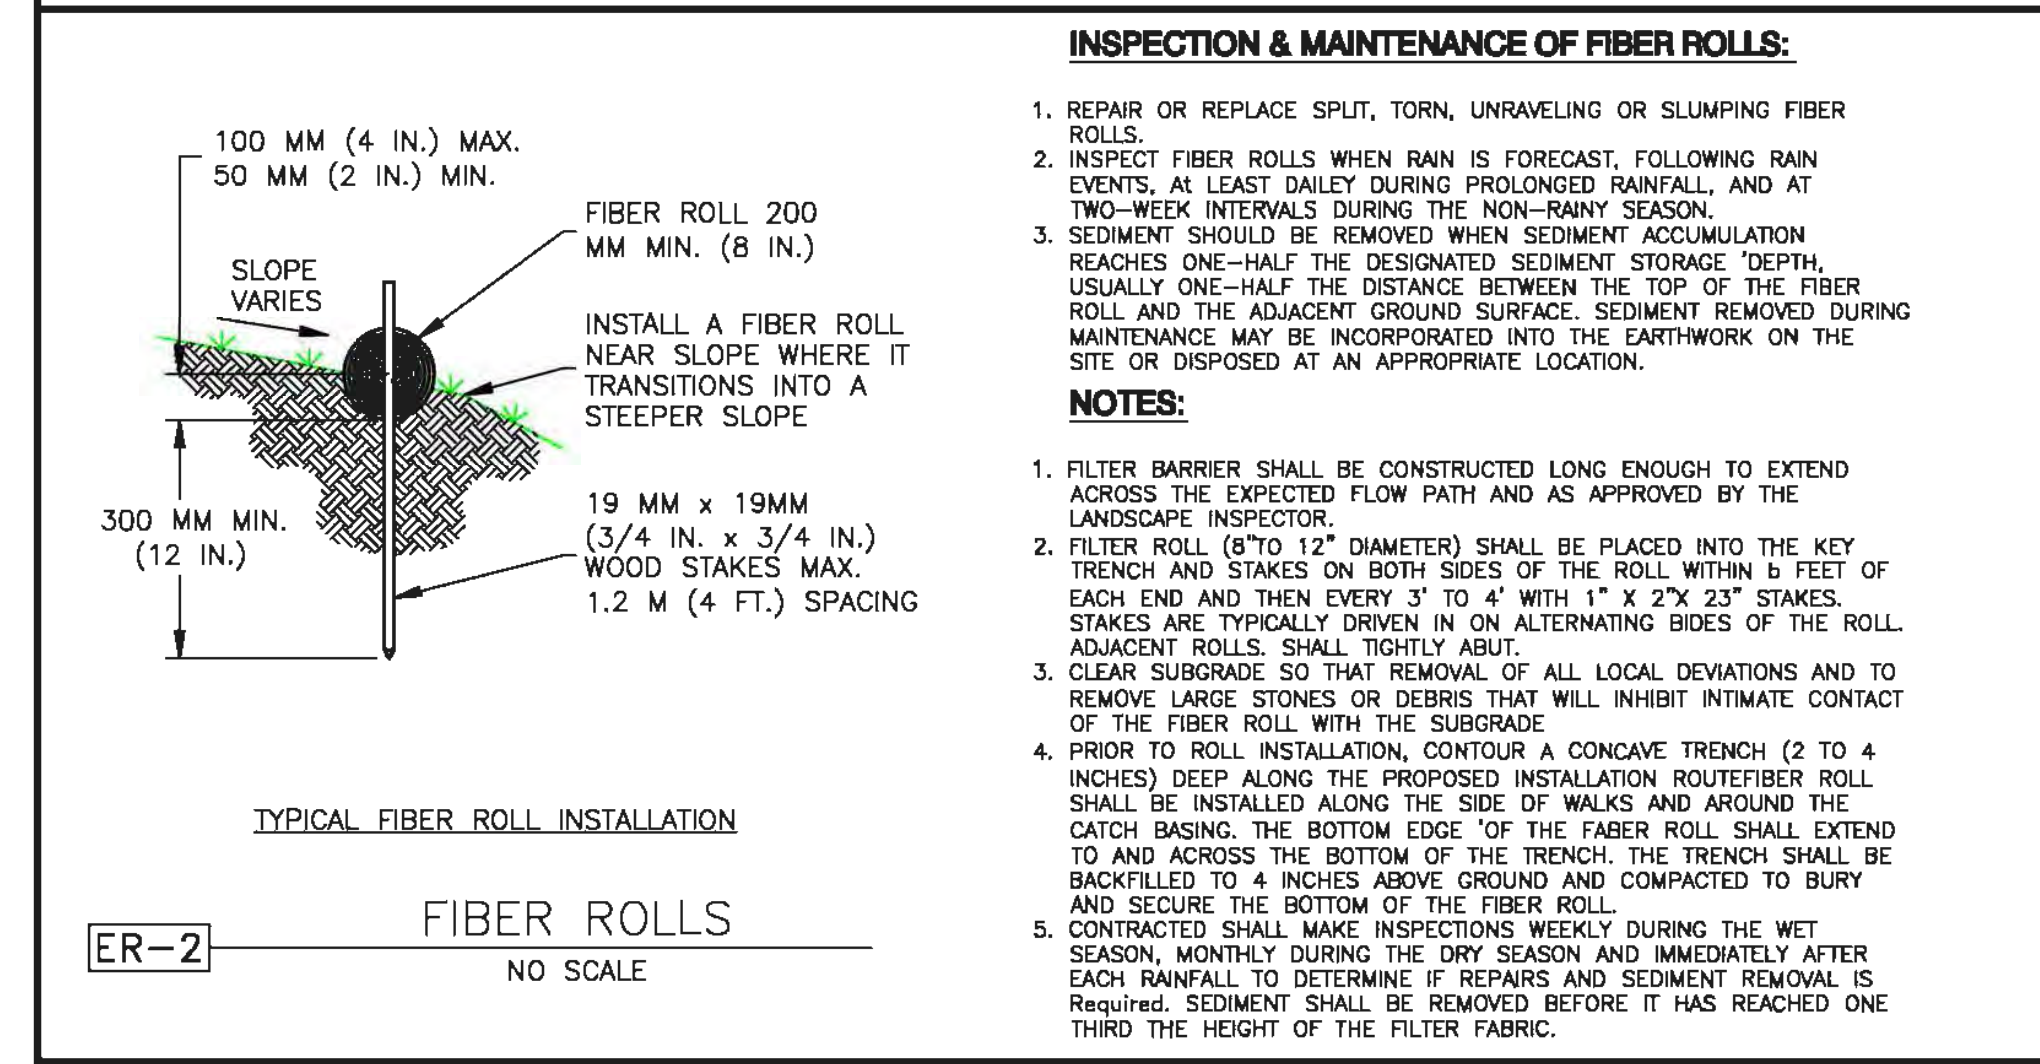 100 MM (4 IN.) MAX.
50 MM (2 IN.) MIN.
FIBER ROLL 200
MM MIN. (8 IN.)
SLOPE
VARIES
INSTALL A FIBER ROLL
NEAR SLOPE WHERE IT
TRANSITIONS INTO A
STEEPER SLOPE
300 MM MIN.
(12 IN.)
19 MM x 19MM
(3/4 IN. x 3/4 IN.)
WOOD STAKES MAX.
1.2 M (4 FT.) SPACING
TYPICAL FIBER ROLL INSTALLATION
ER-2
FIBER ROLLS
NO SCALE
INSPECTION & MAINTENANCE OF FIBER ROLLS:
1. REPAIR OR REPLACE SPLIT, TORN, UNRAVELING OR SLUMPING FIBER
ROLLS.
2. INSPECT FIBER ROLLS WHEN RAIN IS FORECAST, FOLLOWING RAIN
EVENTS, At LEAST DAILEY DURING PROLONGED RAINFALL, AND AT
TWO-WEEK INTERVALS DURING THE NON-RAINY SEASON.
3. SEDIMENT SHOULD BE REMOVED WHEN SEDIMENT ACCUMULATION
REACHES ONE-HALF THE DESIGNATED SEDIMENT STORAGE 'DEPTH,
USUALLY ONE-HALF THE DISTANCE BETWEEN THE TOP OF THE FIBER
ROLL AND THE ADJACENT GROUND SURFACE. SEDIMENT REMOVED DURING
MAINTENANCE MAY BE INCORPORATED INTO THE EARTHWORK ON THE
SITE OR DISPOSED AT AN APPROPRIATE LOCATION.
NOTES:
1. FILTER BARRIER SHALL BE CONSTRUCTED LONG ENOUGH TO EXTEND
ACROSS THE EXPECTED FLOW PATH AND AS APPROVED BY THE
LANDSCAPE INSPECTOR.
2. FILTER ROLL (8"TO 12" DIAMETER) SHALL BE PLACED INTO THE KEY
TRENCH AND STAKES ON BOTH SIDES OF THE ROLL WITHIN b FEET OF
EACH END AND THEN EVERY 3' TO 4' WITH 1" X 2"X 23" STAKES.
STAKES ARE TYPICALLY DRIVEN IN ON ALTERNATING BIDES OF THE ROLL.
ADJACENT ROLLS. SHALL TIGHTLY ABUT.
3. CLEAR SUBGRADE SO THAT REMOVAL OF ALL LOCAL DEVIATIONS AND TO
REMOVE LARGE STONES OR DEBRIS THAT WILL INHIBIT INTIMATE CONTACT
OF THE FIBER ROLL WITH THE SUBGRADE
4. PRIOR TO ROLL INSTALLATION, CONTOUR A CONCAVE TRENCH (2 TO 4
INCHES) DEEP ALONG THE PROPOSED INSTALLATION ROUTEFIBER ROLL
SHALL BE INSTALLED ALONG THE SIDE OF WALKS AND AROUND THE
CATCH BASING. THE BOTTOM EDGE 'OF THE FABER ROLL SHALL EXTEND
TO AND ACROSS THE BOTTOM OF THE TRENCH. THE TRENCH SHALL BE
BACKFILLED TO 4 INCHES ABOVE GROUND AND COMPACTED TO BURY
AND SECURE THE BOTTOM OF THE FIBER ROLL.
5. CONTRACTED SHALL MAKE INSPECTIONS WEEKLY DURING THE WET
SEASON, MONTHLY DURING THE DRY SEASON AND IMMEDIATELY AFTER
EACH RAINFALL TO DETERMINE IF REPAIRS AND SEDIMENT REMOVAL IS
Required. SEDIMENT SHALL BE REMOVED BEFORE IT HAS REACHED ONE
THIRD THE HEIGHT OF THE FILTER FABRIC.